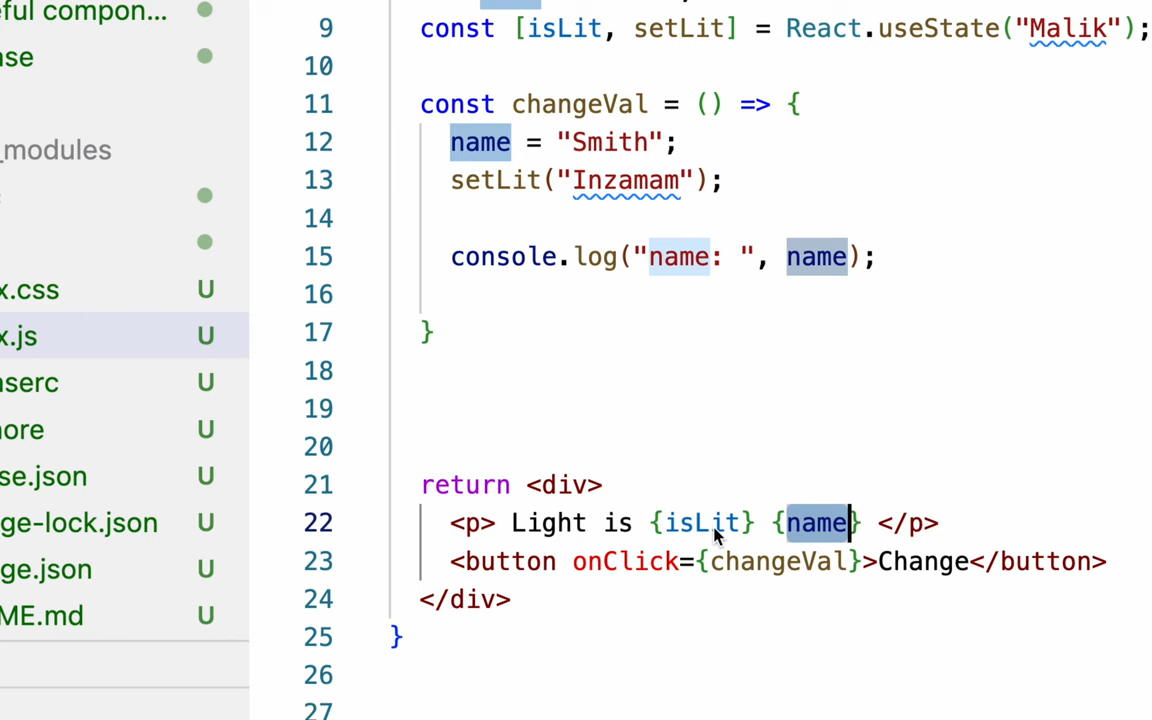 eful compon...
se
_modules
x.css U
x.js U
serc U
ore U
se.json U
ge-lock.json U
ge.json U
ME.md U
9 const [isLit, setLit] = React.useState("Malik");
10
11 const changeVal = () => {
12 name = "Smith";
13 setLit("Inzamam");
14
15 console.log("name: ", name);
16
17 }
18
19
20
21 return <div>
22 <p> Light is {isLit} {name} </p>
23 <button onClick={changeVal}>Change</button>
24 </div>
25 }
26
27